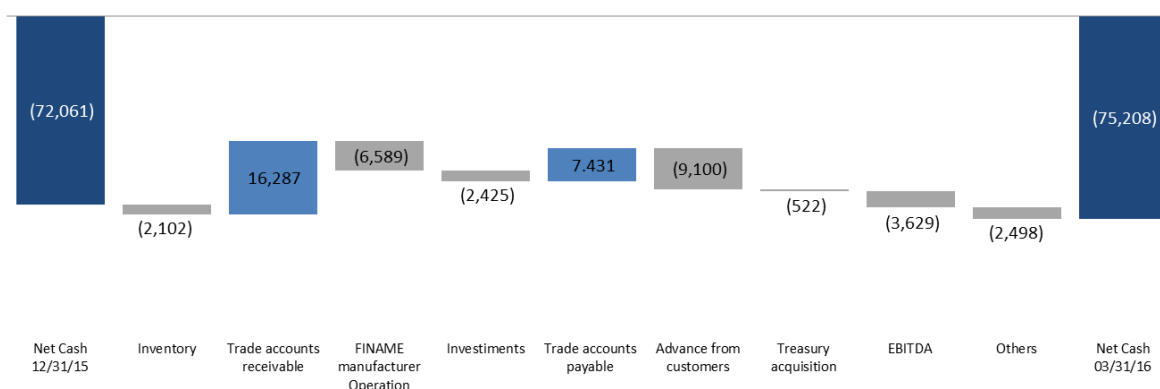 (72,061)
(2,102)
16,287
(6,589)
(2,425)
7.431
(9,100)
(522)
(3,629)
(2,498)
(75,208)
Net Cash
12/31/15
Inventory
Trade accounts
receivable
FINAME
manufacturer
Operation
Investiments
Trade accounts
payable
Advance from
customers
Treasury
acquisition
EBITDA
Others
Net Cash
03/31/16